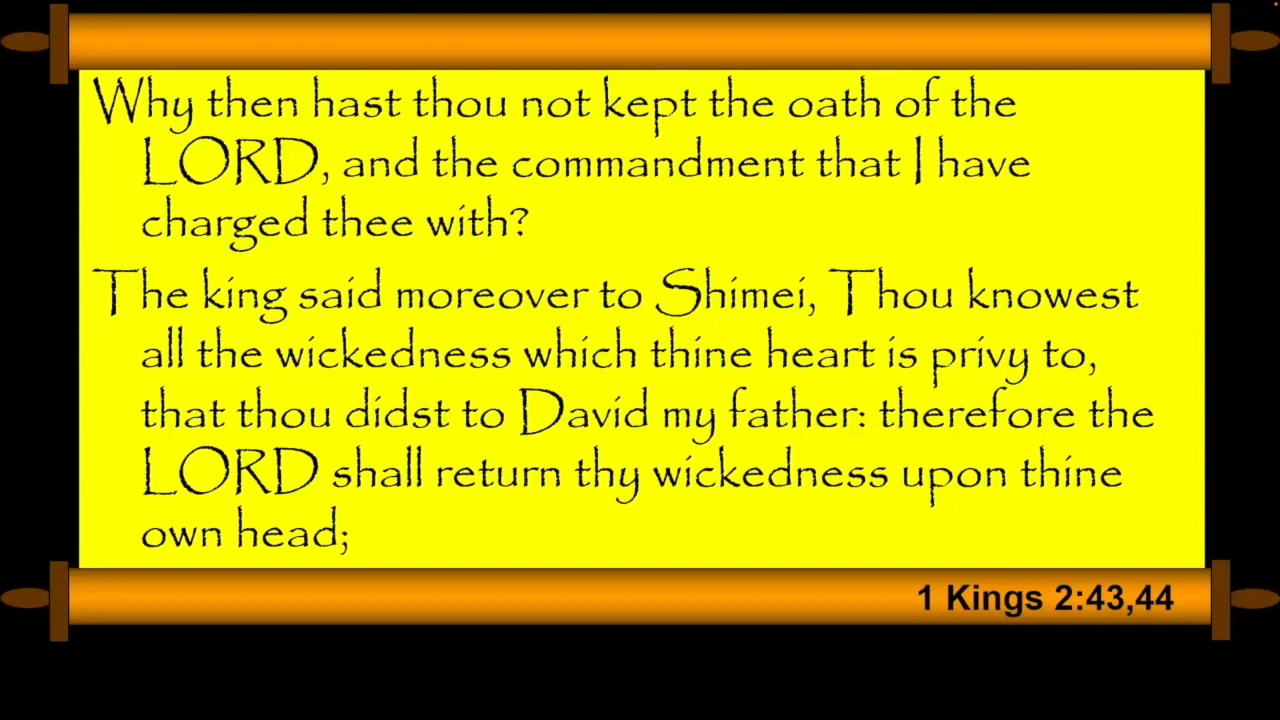 Why then hast thou not kept the oath of the
LORD, and the commandment that I have
charged thee with?
The king said moreover to Shimei, Thou knowest
all the wickedness which thine heart is privy to,
that thou didst to David my father: therefore the
LORD shall return thy wickedness upon thine
own head;
1 Kings 2:43,44